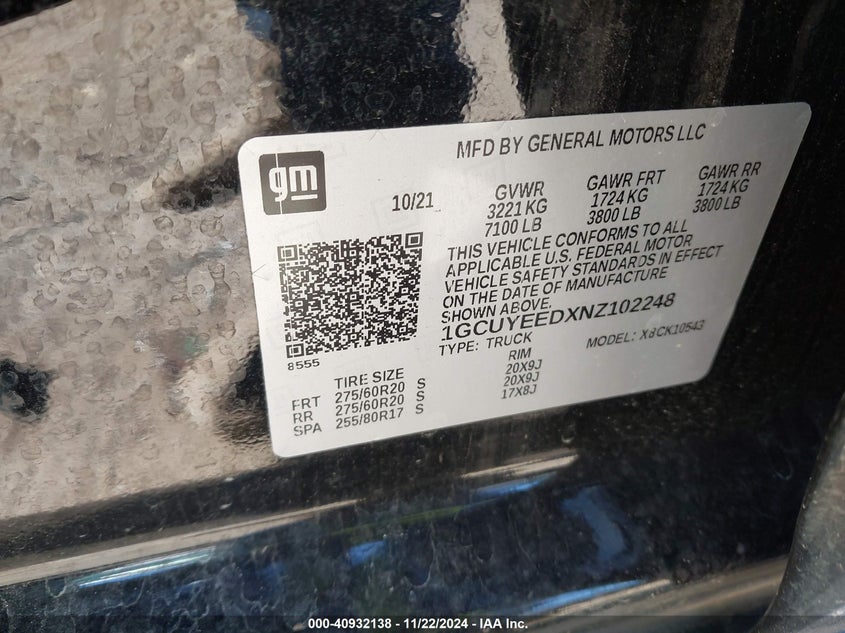 MFD BY GENERAL MOTORS LLC
gm
10/21
GVWR
3221 KG
7100 LB
GAWR FRT
1724 KG
3800 LB
GAWR RR
1724 KG
3800 LB
THIS VEHICLE CONFORMS TO ALL
APPLICABLE U.S. FEDERAL MOTOR
VEHICLE SAFETY STANDARDS IN EFFECT
ON THE DATE OF MANUFACTURE
SHOWN ABOVE.
1GCUYEEDXNZ102248
TYPE: TRUCK
MODEL: X8CK10543
8555
TIRE SIZE
RIM
FRT 275/60R20 S 20X9J
RR 275/60R20 S 20X9J
SPA 255/80R17 S 17X8J
000-40932138 - 11/22/2024 - IAA Inc.